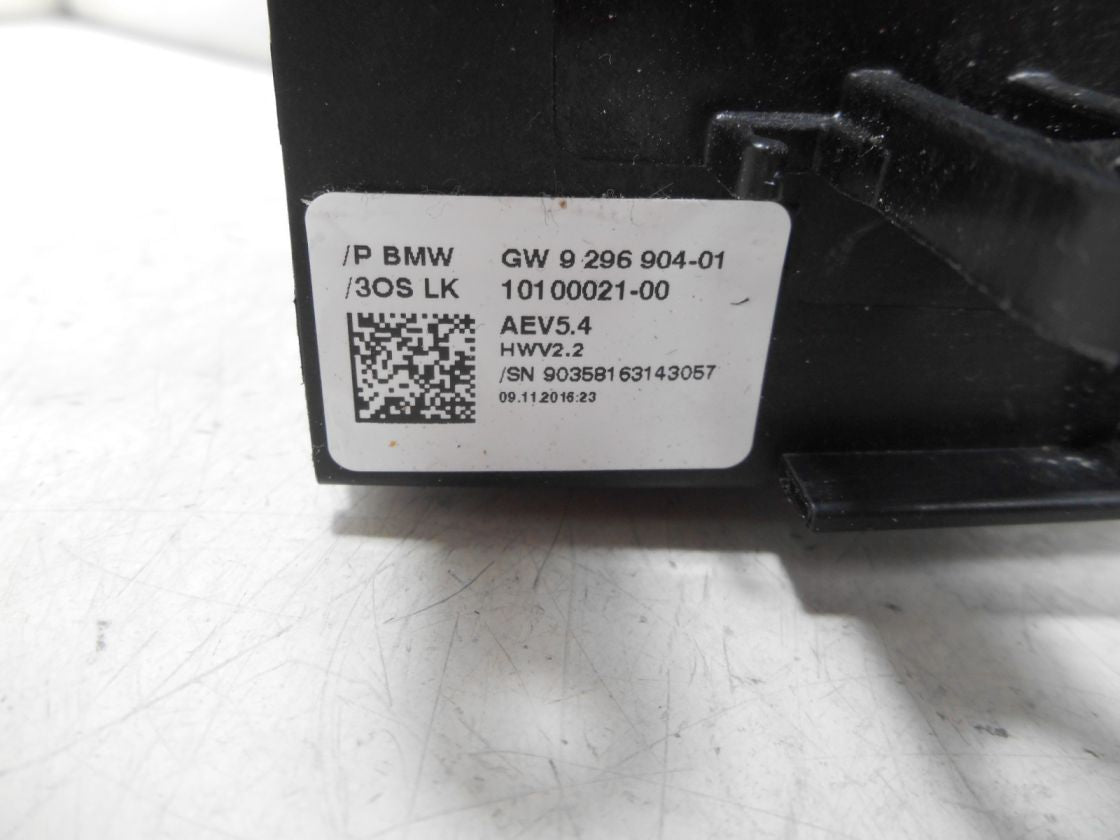 /P BMW GW 9 296 904-01
/3OS LK 10100021-00
AEV5.4
HWV2.2
/SN 90358163143057
09.11.2016:23